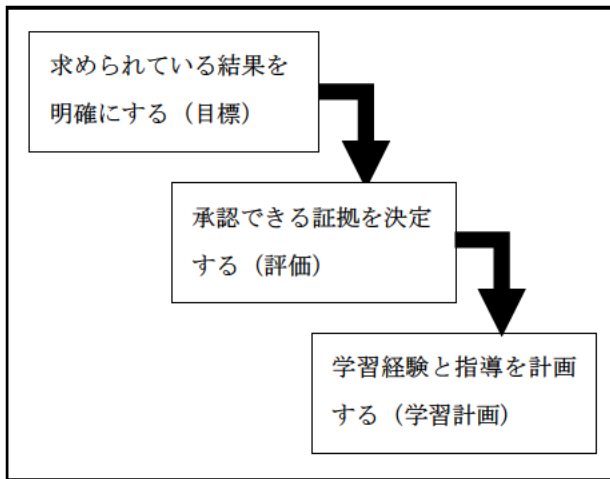 求められている結果を
明確にする（目標）
承認できる証拠を決定
する（評価）
学習経験と指導を計画
する（学習計画）